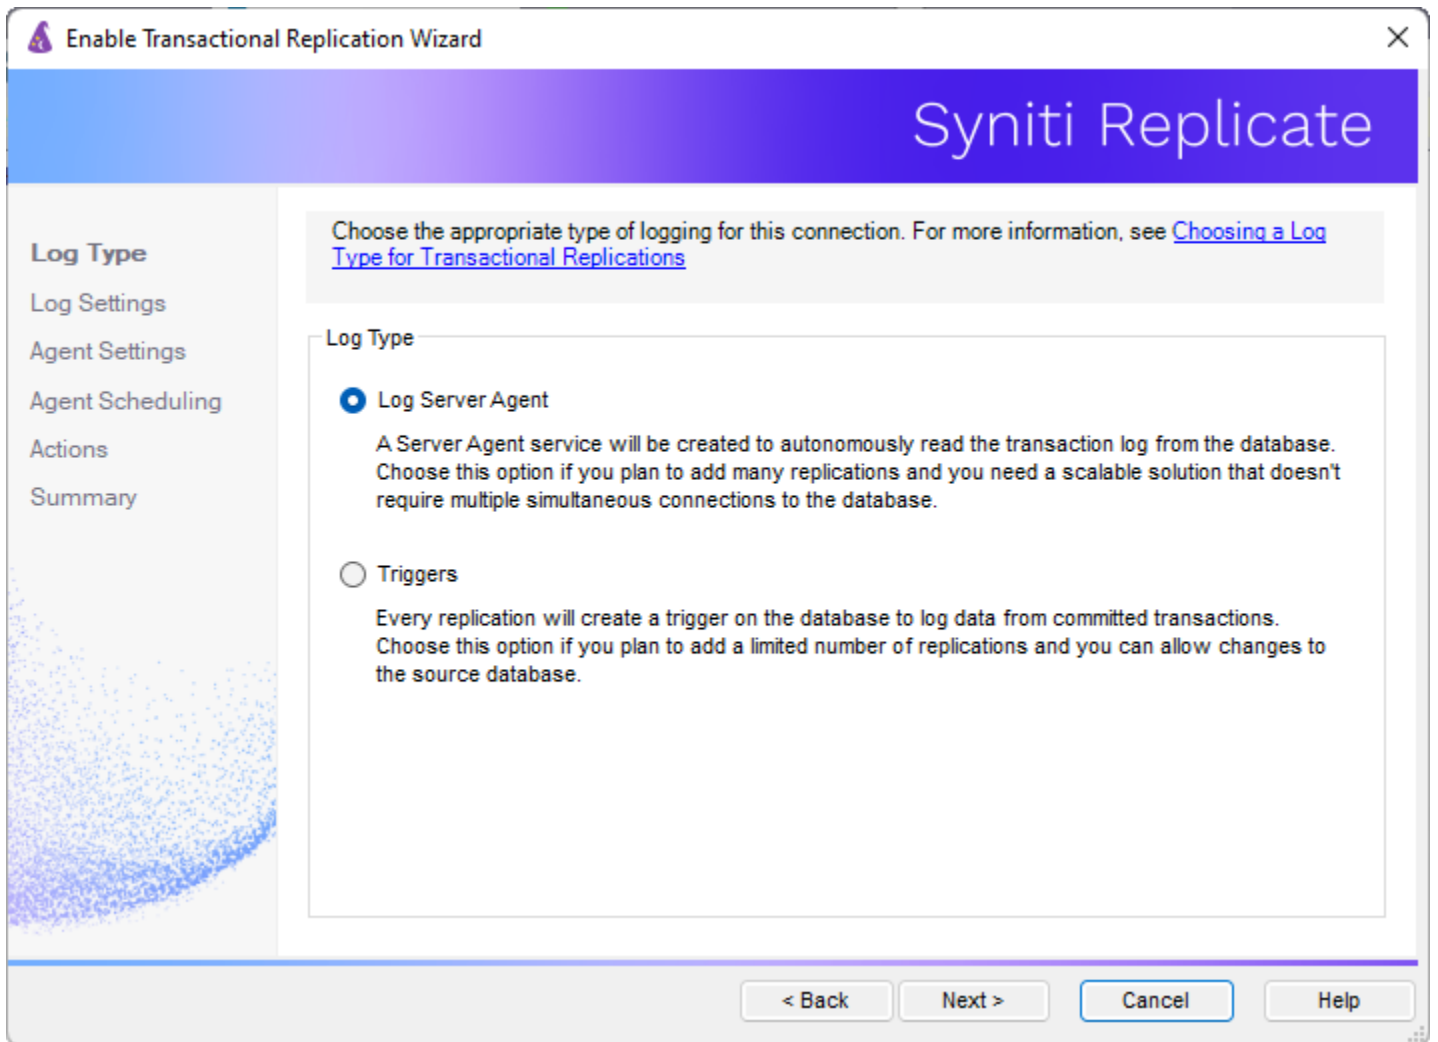 Enable Transactional Replication Wizard
Syniti Replicate
Log Type
Log Settings
Agent Settings
Agent Scheduling
Actions
Summary
Choose the appropriate type of logging for this connection. For more information, see Choosing a Log
Type for Transactional Replications
Log Type
Log Server Agent
A Server Agent service will be created to autonomously read the transaction log from the database.
Choose this option if you plan to add many replications and you need a scalable solution that doesn't
require multiple simultaneous connections to the database.
Triggers
Every replication will create a trigger on the database to log data from committed transactions.
Choose this option if you plan to add a limited number of replications and you can allow changes to
the source database.
< Back
Next >
Cancel
Help